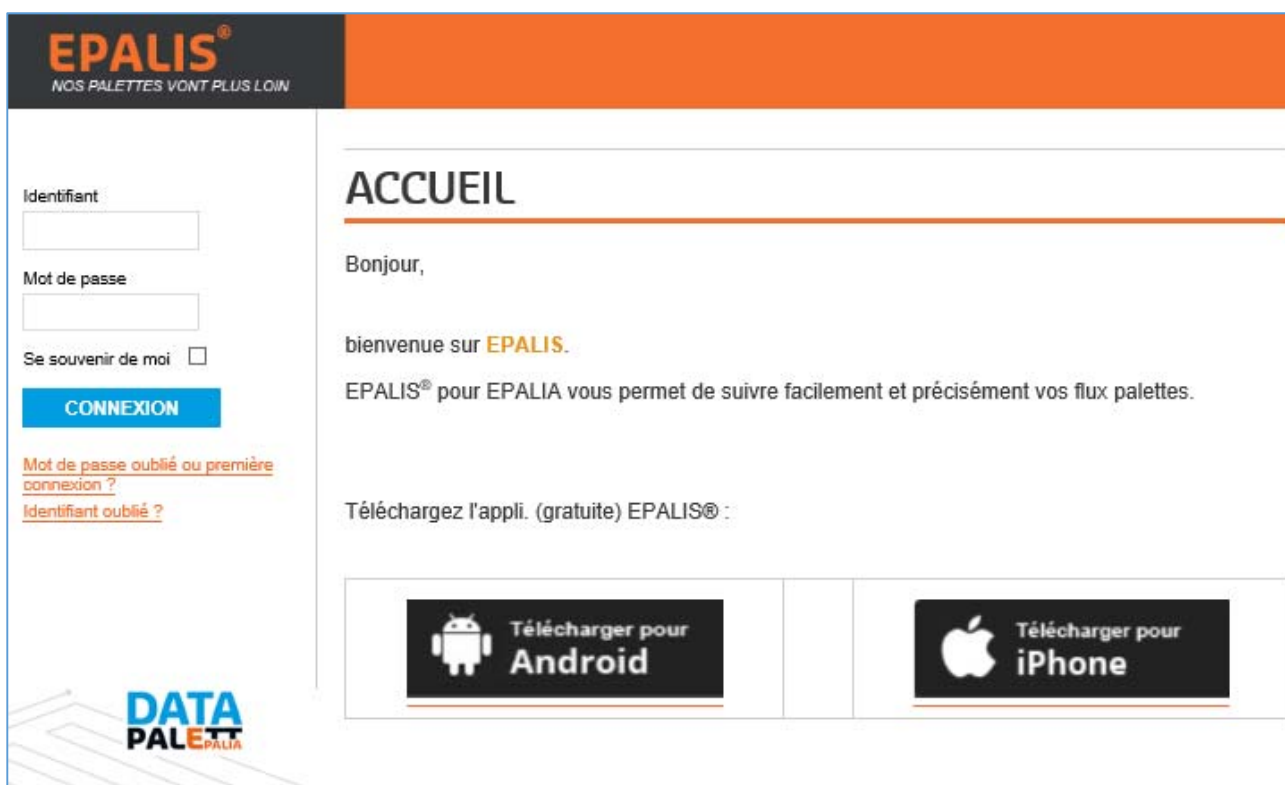 EPALIS®
NOS PALETTES VONT PLUS LOIN
Identifiant
Mot de passe
Se souvenir de moi
CONNEXION
Mot de passe oublié ou première
connexion ?
Identifiant oublié ?
DATA
PALETT
EPALIA
ACCUEIL
Bonjour,
bienvenue sur EPALIS.
EPALIS® pour EPALIA vous permet de suivre facilement et précisément vos flux palettes.
Téléchargez l'appli. (gratuite) EPALIS® :
Télécharger pour
Android
Télécharger pour
iPhone